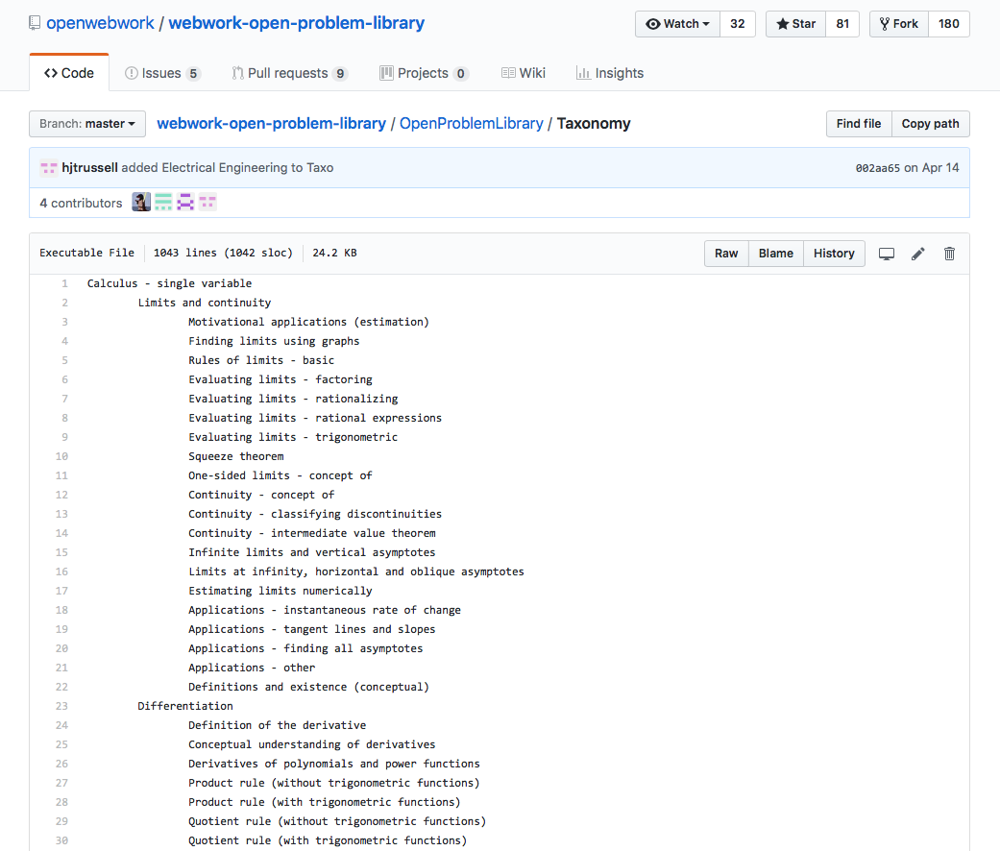 openwebwork / webwork-open-problem-library
Watch 32
Star 81
Fork 180
Code
Issues 5
Pull requests 9
Projects 0
Wiki
Insights
Branch: master
webwork-open-problem-library / OpenProblemLibrary / Taxonomy
Find file
Copy path
hjtrussell added Electrical Engineering to Taxo
002aa65 on Apr 14
4 contributors
Executable File
1043 lines (1042 sloc)
24.2 KB
Raw
Blame
History
1 Calculus - single variable
2 Limits and continuity
3 Motivational applications (estimation)
4 Finding limits using graphs
5 Rules of limits - basic
6 Evaluating limits - factoring
7 Evaluating limits - rationalizing
8 Evaluating limits - rational expressions
9 Evaluating limits - trigonometric
10 Squeeze theorem
11 One-sided limits - concept of
12 Continuity - concept of
13 Continuity - classifying discontinuities
14 Continuity - intermediate value theorem
15 Infinite limits and vertical asymptotes
16 Limits at infinity, horizontal and oblique asymptotes
17 Estimating limits numerically
18 Applications - instantaneous rate of change
19 Applications - tangent lines and slopes
20 Applications - finding all asymptotes
21 Applications - other
22 Definitions and existence (conceptual)
23 Differentiation
24 Definition of the derivative
25 Conceptual understanding of derivatives
26 Derivatives of polynomials and power functions
27 Product rule (without trigonometric functions)
28 Product rule (with trigonometric functions)
29 Quotient rule (without trigonometric functions)
30 Quotient rule (with trigonometric functions)